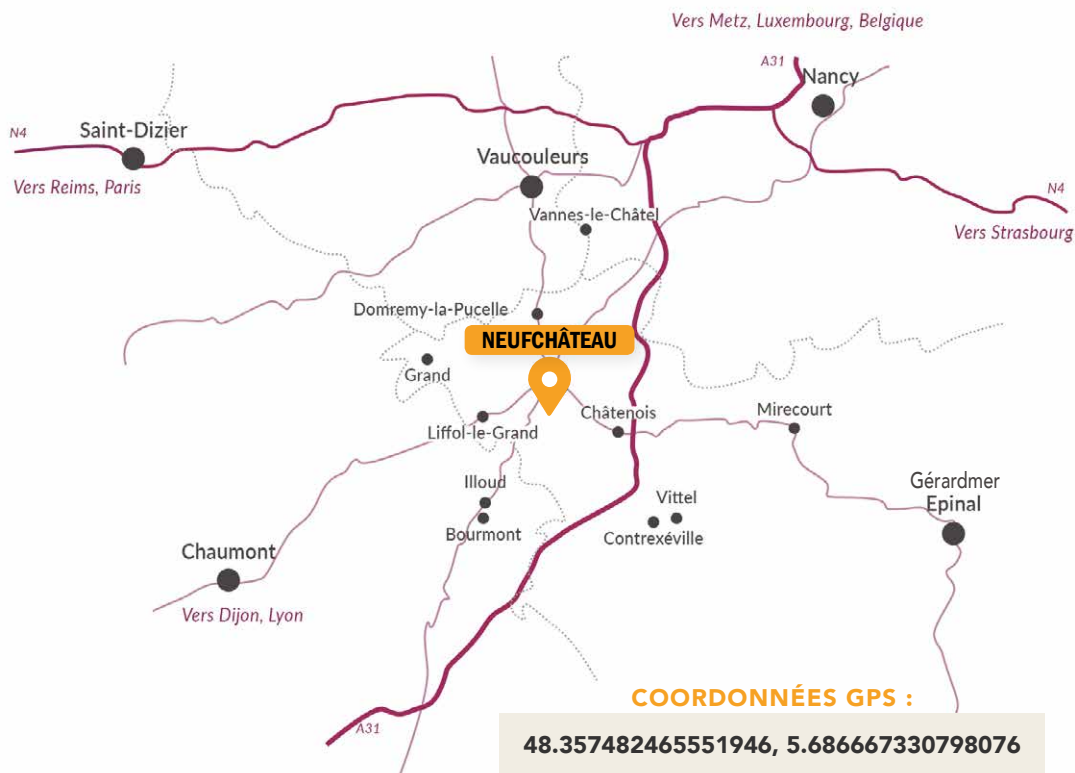 Vers Metz, Luxembourg, Belgique
A31
Nancy
N4
Saint-Dizier
Vers Reims, Paris
Vaucouleurs
N4
Vers Strasbourg
Vannes-le-Châtel
Domremy-la-Pucelle
NEUFCHÂTEAU
Grand
Châtenois
Mirecourt
Liffol-le-Grand
Illoud
Bourmont
Vittel
Contrexéville
Gérardmer
Epinal
Chaumont
Vers Dijon, Lyon
A31
COORDONNÉES GPS :
48.357482465551946, 5.686667330798076